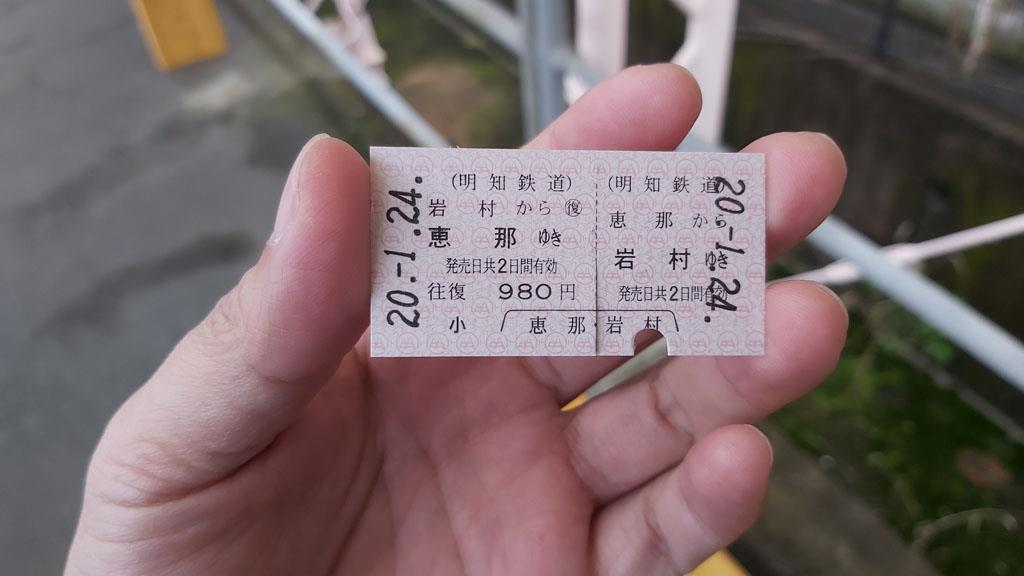 20.-1.24.
(明知鉄道)
岩村から復
恵那ゆき
発売日共2日間有効
往復 980円
小 恵那・岩村
(明知鉄道)
恵那から
岩村ゆき
発売日共2日間有効
20.-1.24.